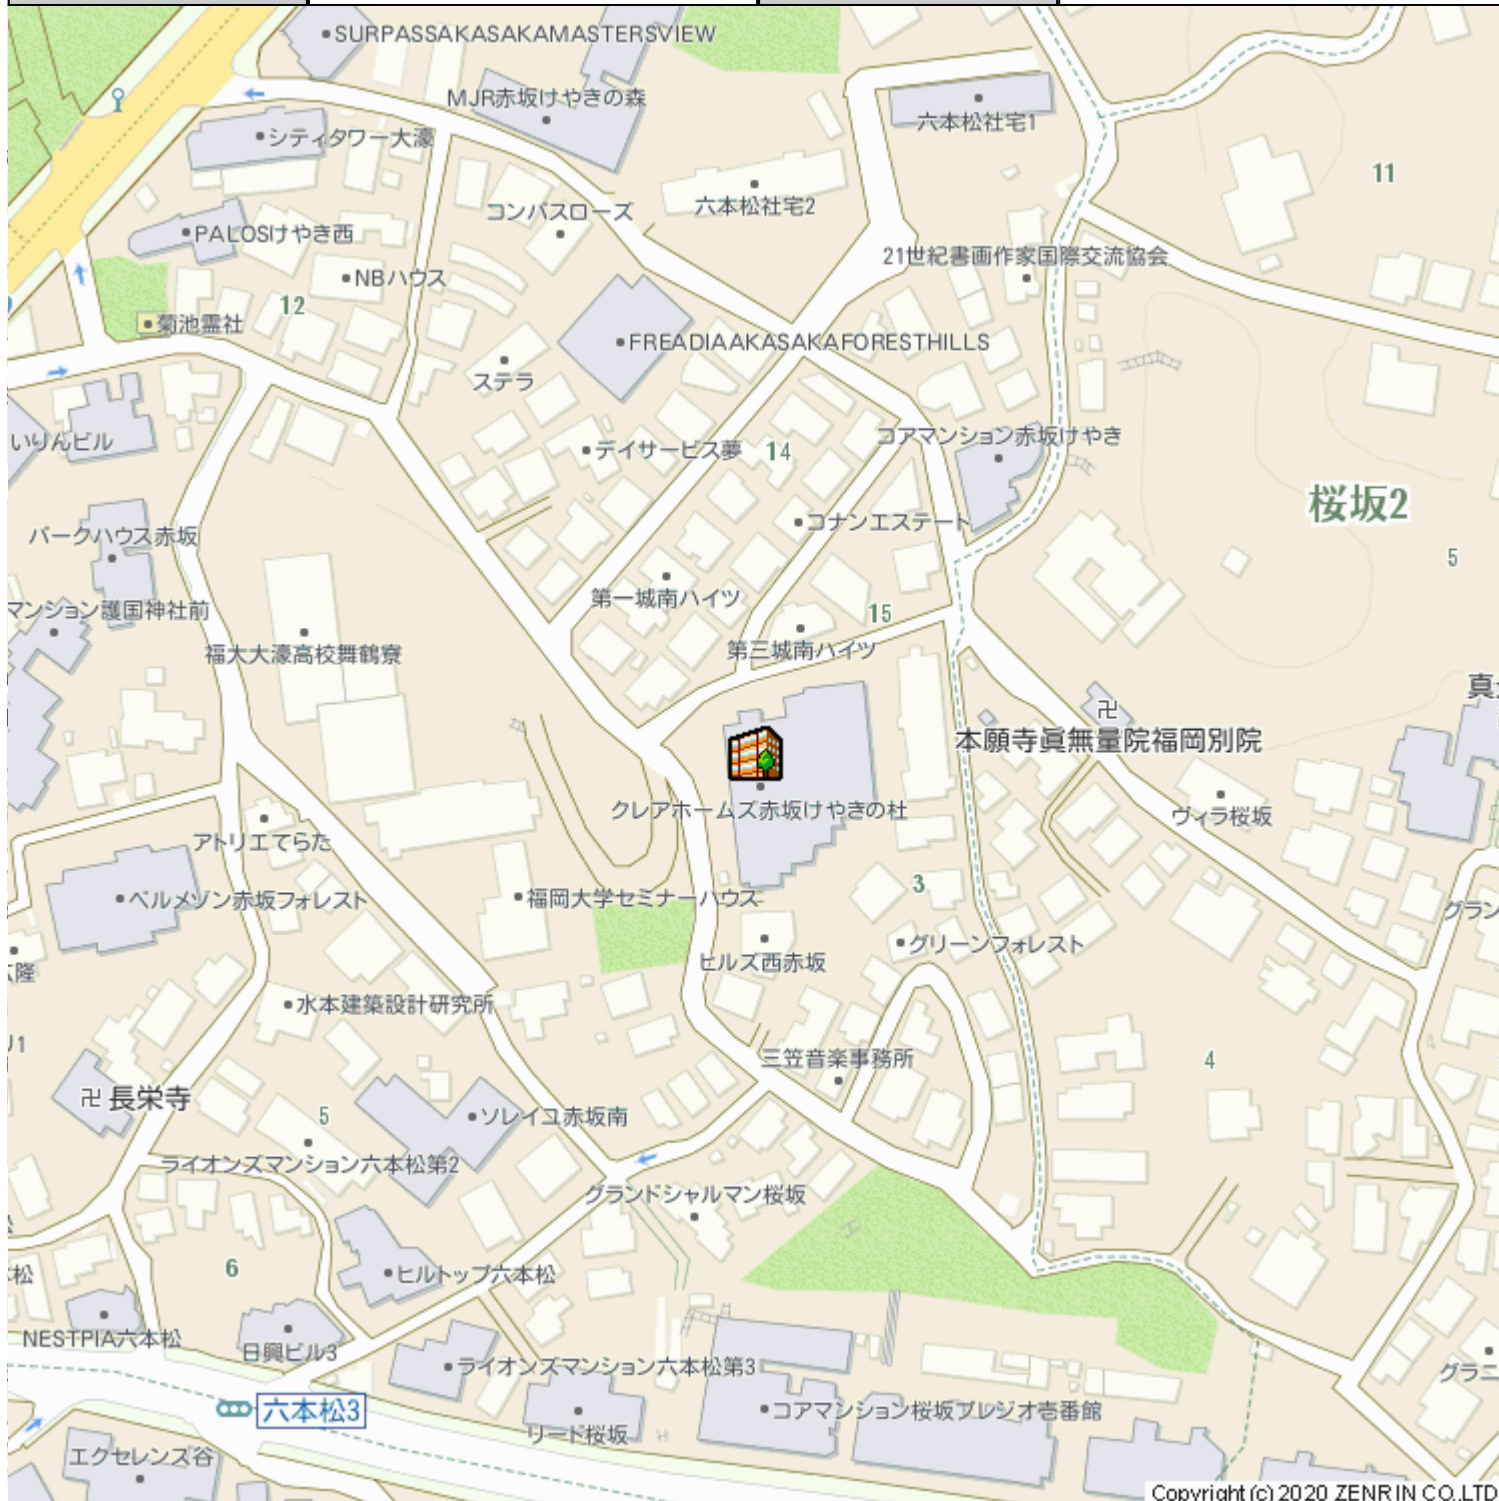 SURPASSAKASAKAMASTERSVIEW
MJR赤坂けやきの森
シティタワー大濠
六本松社宅1
11
コンパスローズ
六本松社宅2
PALOSけやき西
21世紀書画作家国際交流協会
NBハウス
12
菊池霊社
FREADIAAKASAKAFORESTHILLS
ステラ
いりんビル
デイサービス夢
14
コアマンション赤坂けやき
桜坂2
コナンエステート
パークハウス赤坂
5
第一城南ハイツ
マンション護国神社前
15
福大大濠高校舞鶴寮
第三城南ハイツ
真
本願寺眞無量院福岡別院
クレアホームズ赤坂けやきの杜
ヴィラ桜坂
アトリエてらた
3
ベルメゾン赤坂フォレスト
福岡大学セミナーハウス
グラン
グリーンフォレスト
ヒルズ西赤坂
隆
水本建築設計研究所
J1
三笠音楽事務所
4
卍 長栄寺
5
ソレイユ赤坂南
ライオンズマンション六本松第2
グランドシャルマン桜坂
6
ヒルトップ六本松
松
NESTPIA六本松
日興ビル3
ライオンズマンション六本松第3
グラニ
六本松3
コアマンション桜坂プレジオ壱番館
リード桜坂
エクセレンス谷
Copyright (c) 2020 ZENRIN CO.,LTD